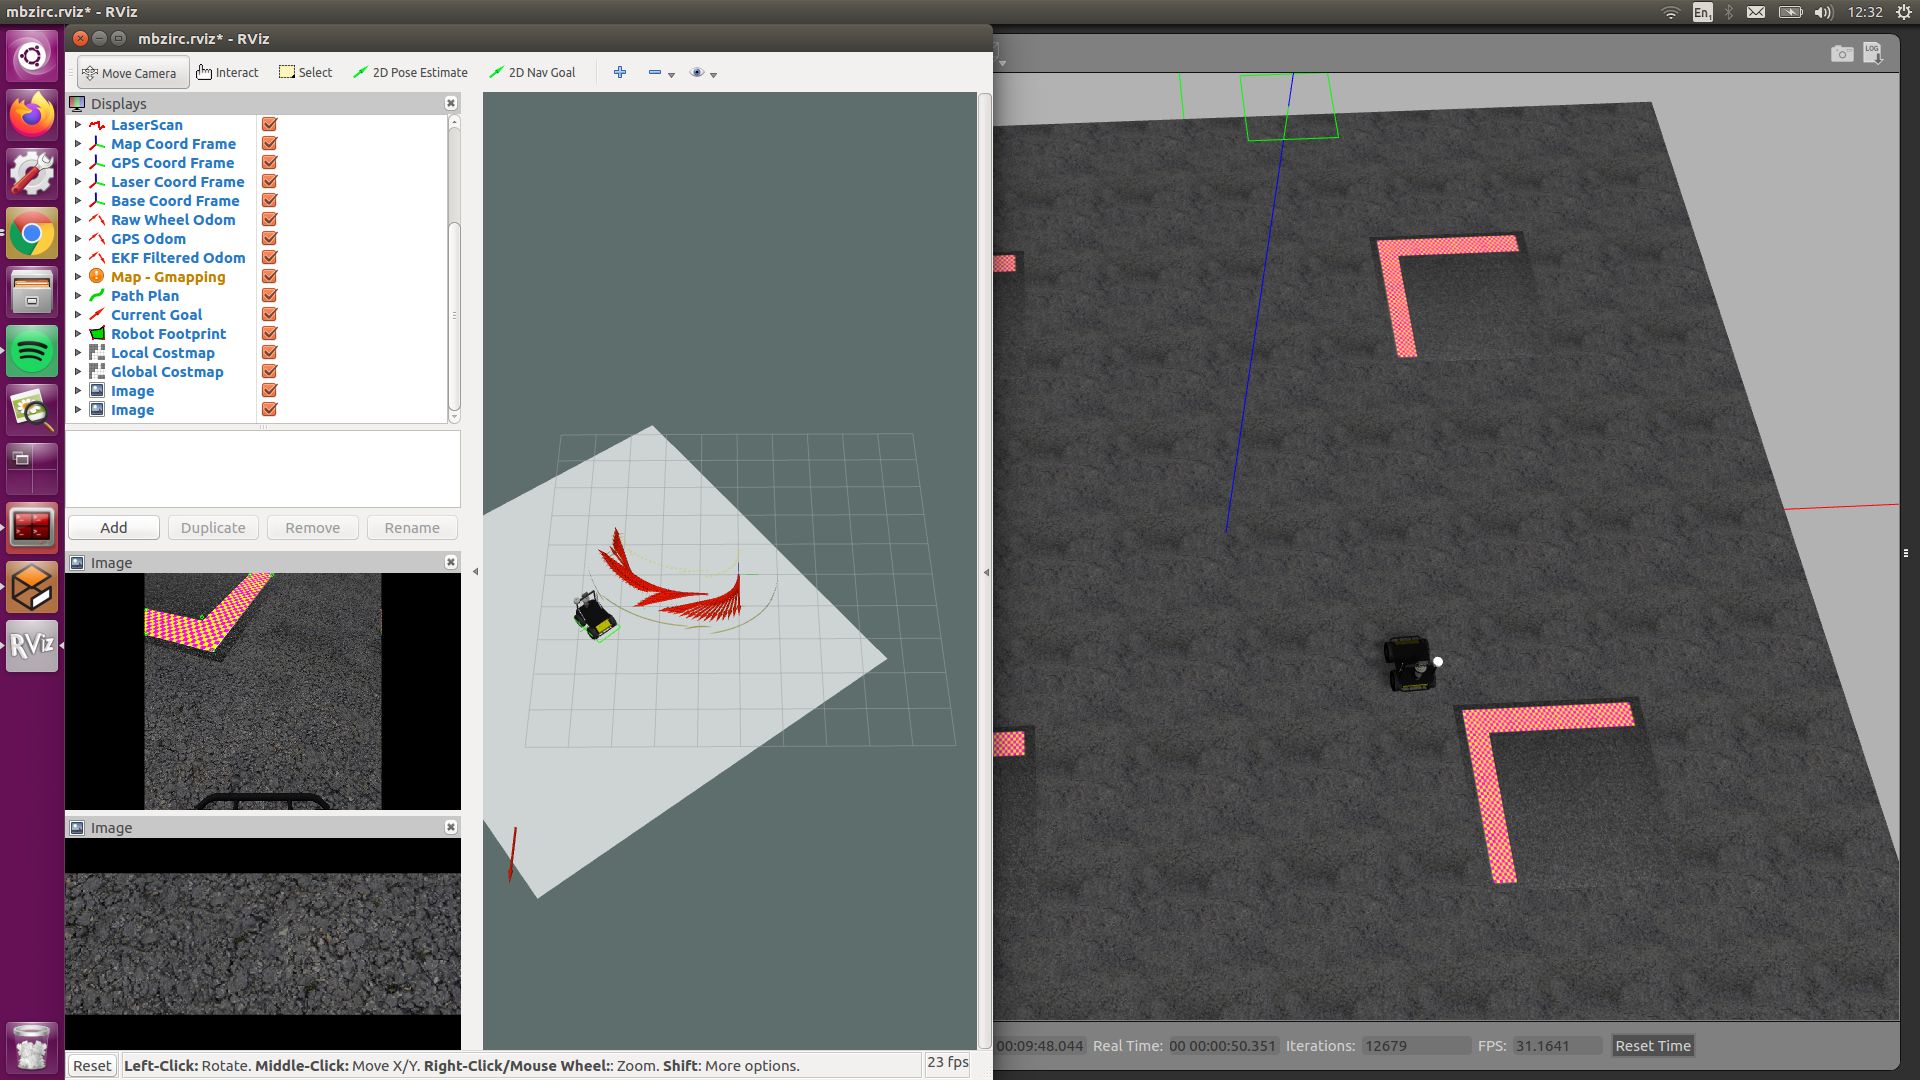 mbzirc.rviz* - RViz
En1
12:32
mbzirc.rviz* - RViz
Move Camera
Interact
Select
2D Pose Estimate
2D Nav Goal
LOG
Displays
LaserScan
Map Coord Frame
GPS Coord Frame
Laser Coord Frame
Base Coord Frame
Raw Wheel Odom
GPS Odom
EKF Filtered Odom
Map - Gmapping
Path Plan
Current Goal
Robot Footprint
Local Costmap
Global Costmap
Image
Image
Add
Duplicate
Remove
Rename
Image
RViz
Image
00:09:48.044
Real Time:
00 00:00:50.351
Iterations:
12679
FPS:
31.1641
Reset Time
Reset
Left-Click: Rotate. Middle-Click: Move X/Y. Right-Click/Mouse Wheel:: Zoom. Shift: More options.
23 fps